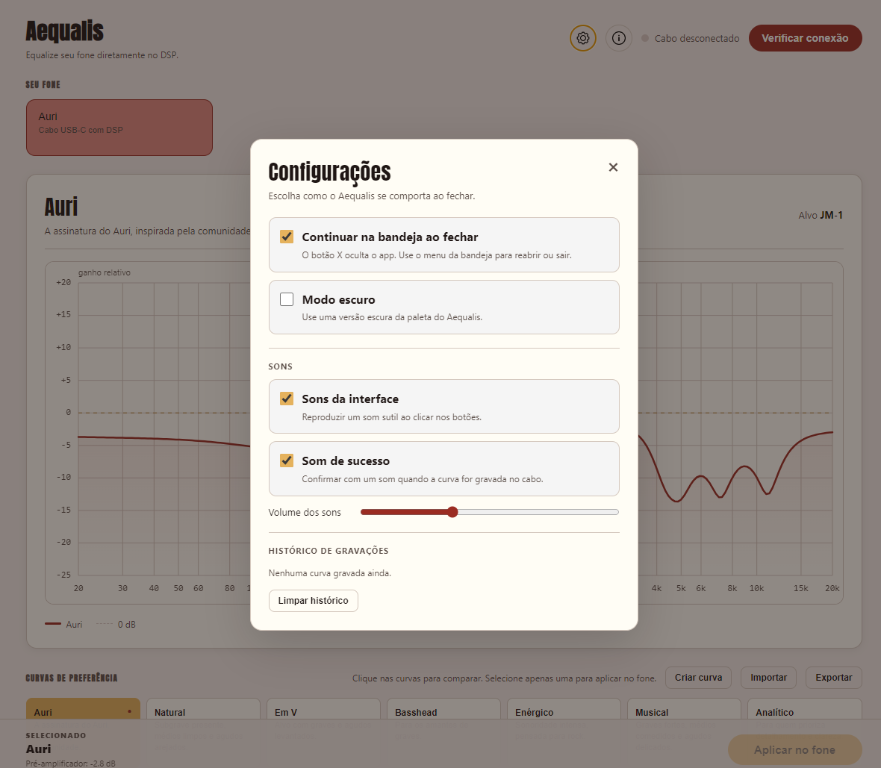 Aequalis
Equalize seu fone diretamente no DSP.
Cabo desconectado
Verificar conexão
SEU FONE
Auri
Cabo USB-C com DSP
Auri
A assinatura do Auri, inspirada pela comunidade
Alvo JM-1
ganho relativo
+20
+15
+10
+5
0
-5
-10
-15
-20
-25
20
30
40
50
60
80
4k
5k
6k
8k
10k
15k
20k
Auri
0 dB
Configurações
Escolha como o Aequalis se comporta ao fechar.
Continuar na bandeja ao fechar
O botão X oculta o app. Use o menu da bandeja para reabrir ou sair.
Modo escuro
Use uma versão escura da paleta do Aequalis.
SONS
Sons da interface
Reproduzir um som sutil ao clicar nos botões.
Som de sucesso
Confirmar com um som quando a curva for gravada no cabo.
Volume dos sons
HISTÓRICO DE GRAVAÇÕES
Nenhuma curva gravada ainda.
Limpar histórico
CURVAS DE PREFERÊNCIA
Clique nas curvas para comparar. Selecione apenas uma para aplicar no fone.
Criar curva
Importar
Exportar
Auri
Natural
Em V
Basshead
Enérgico
Musical
Analítico
SELECIONADO
Auri
Pré-amplificador: -2.8 dB
Aplicar no fone